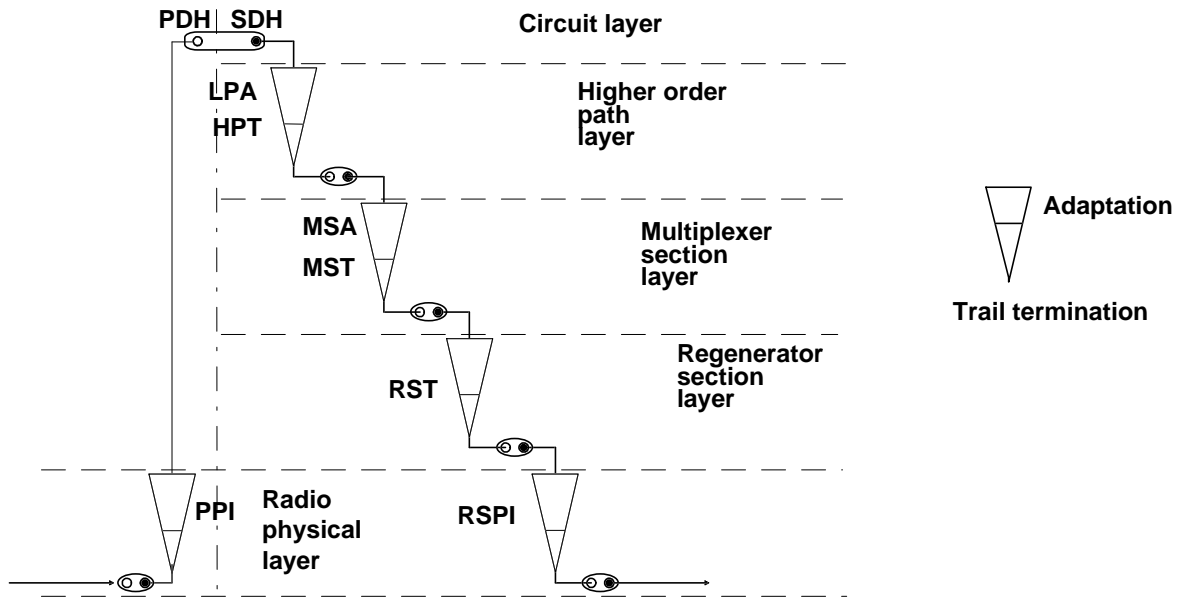 PDH SDH
Circuit layer
LPA
HPT
Higher order
path
layer
MSA
MST
Multiplexer
section
layer
Adaptation
Trail termination
RST
Regenerator
section
layer
PPI
Radio
physical
layer
RSPI